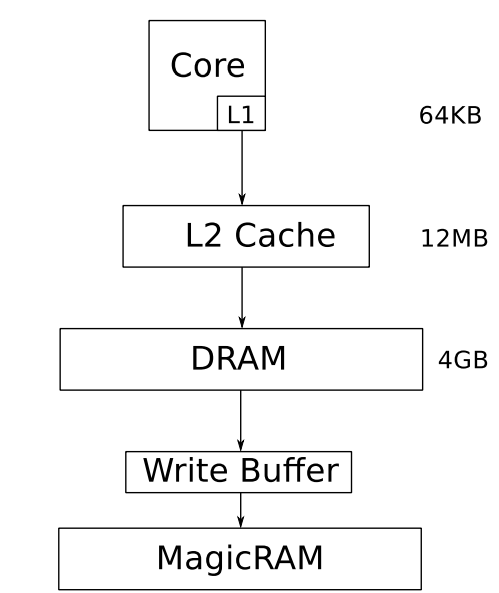 Core
L1
64KB
L2 Cache
12MB
DRAM
4GB
Write Buffer
MagicRAM